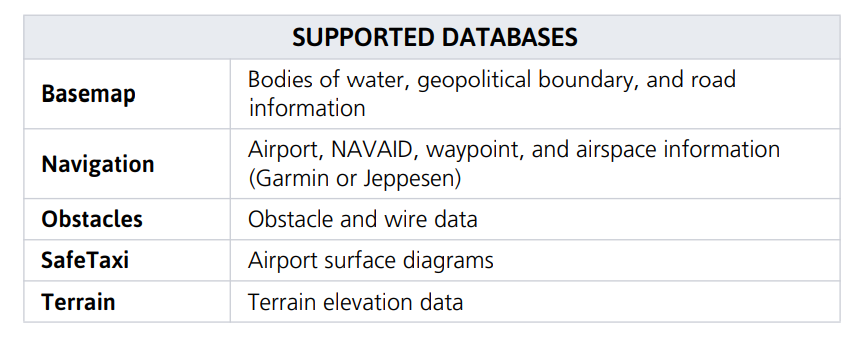 SUPPORTED DATABASES
Basemap
Bodies of water, geopolitical boundary, and road
information
Navigation
Airport, NAVAID, waypoint, and airspace information
(Garmin or Jeppesen)
Obstacles
Obstacle and wire data
SafeTaxi
Airport surface diagrams
Terrain
Terrain elevation data